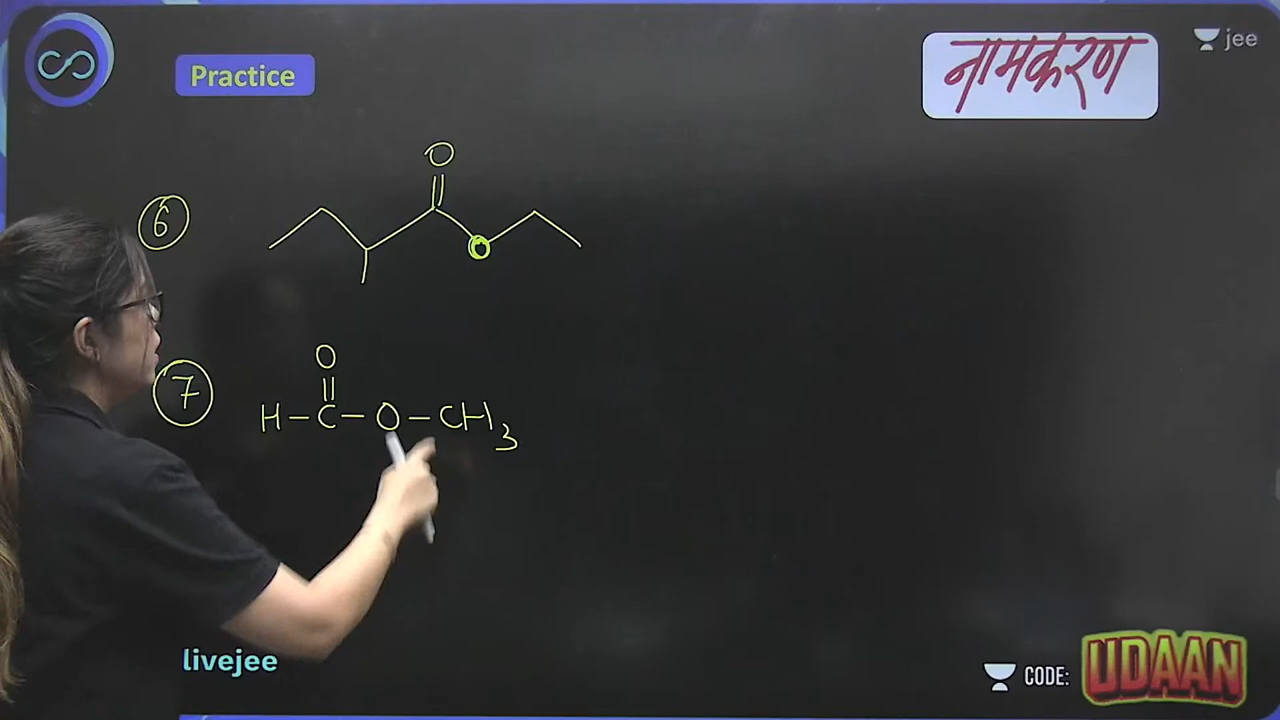 Practice
नामकरण
jee
6
O
O
7
O
H-C-O-CH3
livejee
CODE: UDAAN